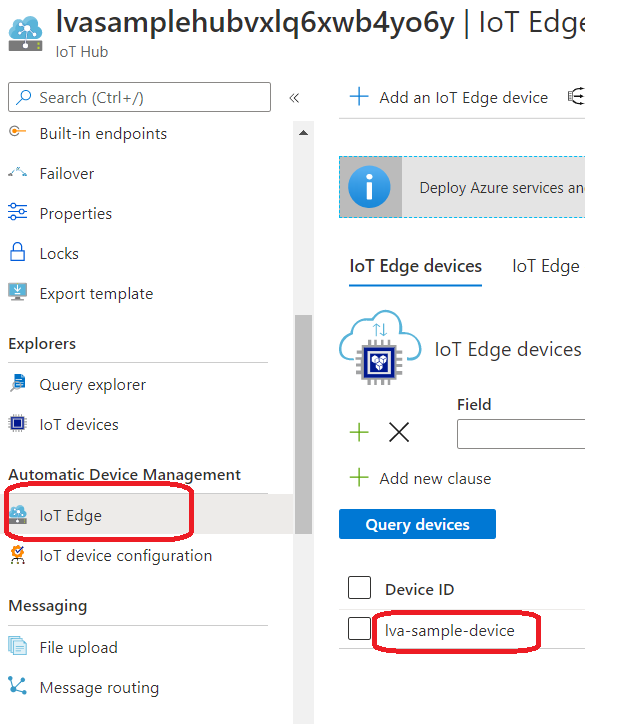 lvasamplehubvxlq6xwb4yo6y | IoT Edge
IoT Hub
Search (Ctrl+/)
«
Built-in endpoints
Failover
Properties
Locks
Export template
Explorers
Query explorer
IoT devices
Automatic Device Management
IoT Edge
IoT device configuration
Messaging
File upload
Message routing
Add an IoT Edge device
Deploy Azure services an
IoT Edge devices IoT Edge
IoT Edge devices
Field
Add new clause
Query devices
Device ID
lva-sample-device